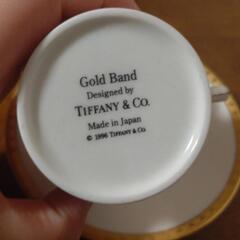 Gold Band
Designed by
TIFFANY & CO.
Made in Japan
© 1996 TIFFANY & CO.